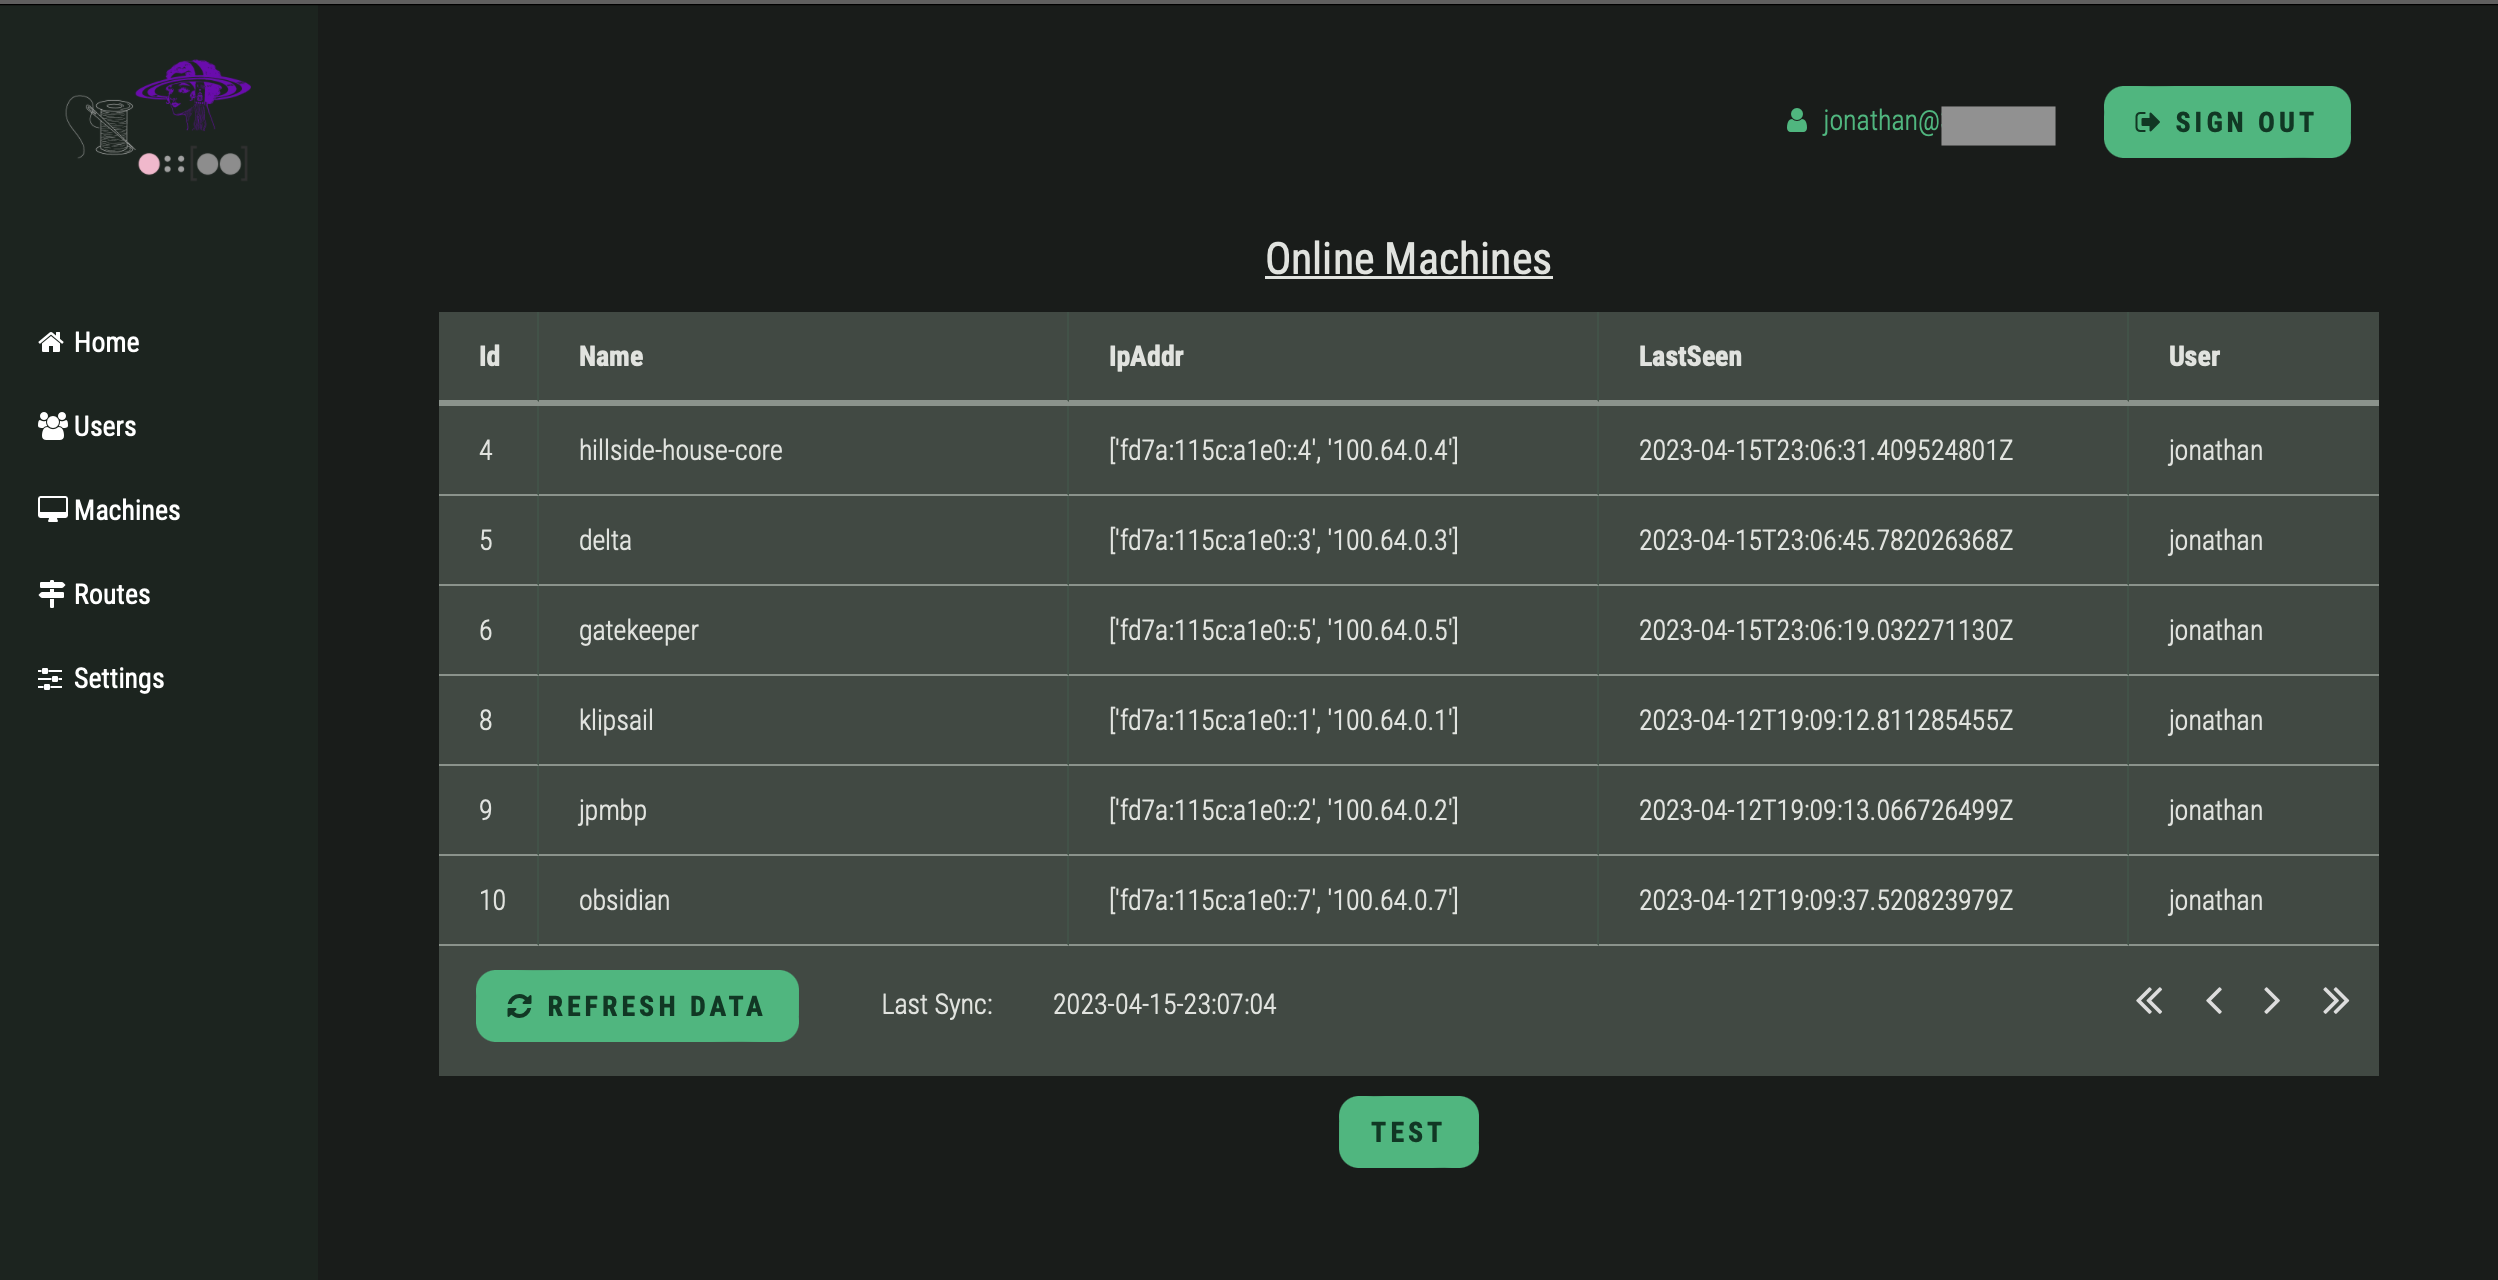 jonathan@
SIGN OUT
Online Machines
Home
Users
Machines
Routes
Settings
Id Name IpAddr LastSeen User
4 hillside-house-core ['fd7a:115c:a1e0::4', '100.64.0.4'] 2023-04-15T23:06:31.409524801Z jonathan
5 delta ['fd7a:115c:a1e0::3', '100.64.0.3'] 2023-04-15T23:06:45.782026368Z jonathan
6 gatekeeper ['fd7a:115c:a1e0::5', '100.64.0.5'] 2023-04-15T23:06:19.032271130Z jonathan
8 klipsail ['fd7a:115c:a1e0::1', '100.64.0.1'] 2023-04-12T19:09:12.811285455Z jonathan
9 jpmbp ['fd7a:115c:a1e0::2', '100.64.0.2'] 2023-04-12T19:09:13.066726499Z jonathan
10 obsidian ['fd7a:115c:a1e0::7', '100.64.0.7'] 2023-04-12T19:09:37.520823979Z jonathan
REFRESH DATA Last Sync: 2023-04-15-23:07:04
TEST